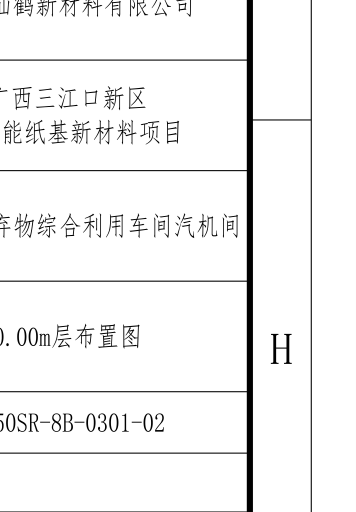 仙鹤新材料有限公司
广西三江口新区
能纸基新材料项目
弃物综合利用车间汽机间
0.00m层布置图
50SR-8B-0301-02
H